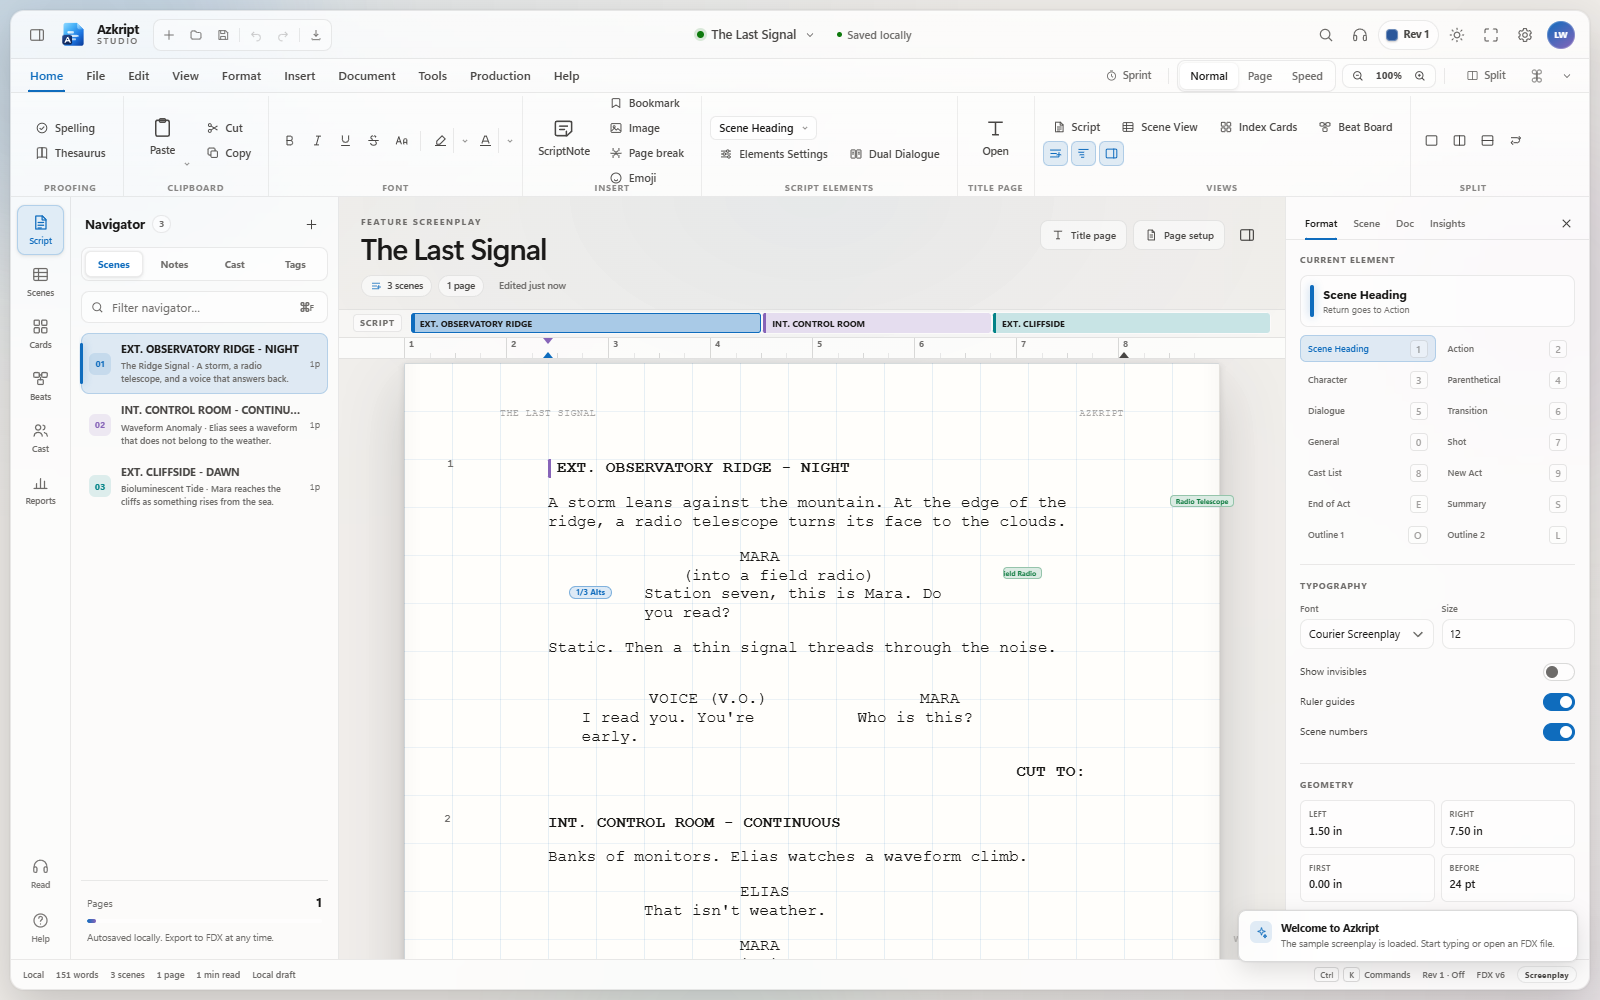 Azkript
STUDIO
The Last Signal
Saved locally
Rev 1
LW
Home
File
Edit
View
Format
Insert
Document
Tools
Production
Help
Sprint
Normal
Page
Speed
100%
Split
Spelling
Thesaurus
PROOFING
Paste
Cut
Copy
CLIPBOARD
B I U S Aa A
FONT
ScriptNote
Bookmark
Image
Page break
Emoji
INSERT
Scene Heading
Elements Settings
Dual Dialogue
SCRIPT ELEMENTS
Open
TITLE PAGE
Script
Scene View
Index Cards
Beat Board
VIEWS
SPLIT
Script
Scenes
Cards
Beats
Cast
Reports
Read
Help
Navigator 3
Scenes
Notes
Cast
Tags
Filter navigator...
⌘F
01
EXT. OBSERVATORY RIDGE - NIGHT
The Ridge Signal · A storm, a radio
telescope, and a voice that answers back.
1p
02
INT. CONTROL ROOM - CONTINU...
Waveform Anomaly · Elias sees a waveform
that does not belong to the weather.
1p
03
EXT. CLIFFSIDE - DAWN
Bioluminescent Tide · Mara reaches the
cliffs as something rises from the sea.
1p
Pages 1
Autosaved locally. Export to FDX at any time.
FEATURE SCREENPLAY
The Last Signal
3 scenes
1 page
Edited just now
Title page
Page setup
SCRIPT
EXT. OBSERVATORY RIDGE
INT. CONTROL ROOM
EXT. CLIFFSIDE
1 2 3 4 5 6 7 8
THE LAST SIGNAL
AZKRIPT
1
EXT. OBSERVATORY RIDGE - NIGHT
A storm leans against the mountain. At the edge of the
ridge, a radio telescope turns its face to the clouds.
Radio Telescope
MARA
(into a field radio)
ield Radio
1/3 Alts
Station seven, this is Mara. Do
you read?
Static. Then a thin signal threads through the noise.
VOICE (V.O.)
I read you. You're
early.
MARA
Who is this?
CUT TO:
2
INT. CONTROL ROOM - CONTINUOUS
Banks of monitors. Elias watches a waveform climb.
ELIAS
That isn't weather.
MARA
Format
Scene
Doc
Insights
CURRENT ELEMENT
Scene Heading
Return goes to Action
Scene Heading 1
Action 2
Character 3
Parenthetical 4
Dialogue 5
Transition 6
General 0
Shot 7
Cast List 8
New Act 9
End of Act E
Summary S
Outline 1 O
Outline 2 L
TYPOGRAPHY
Font
Size
Courier Screenplay
12
Show invisibles
Ruler guides
Scene numbers
GEOMETRY
LEFT
1.50 in
RIGHT
7.50 in
FIRST
0.00 in
BEFORE
24 pt
Welcome to Azkript
The sample screenplay is loaded. Start typing or open an FDX file.
Local
151 words
3 scenes
1 page
1 min read
Local draft
Ctrl K Commands
Rev 1 · Off
FDX v6
Screenplay